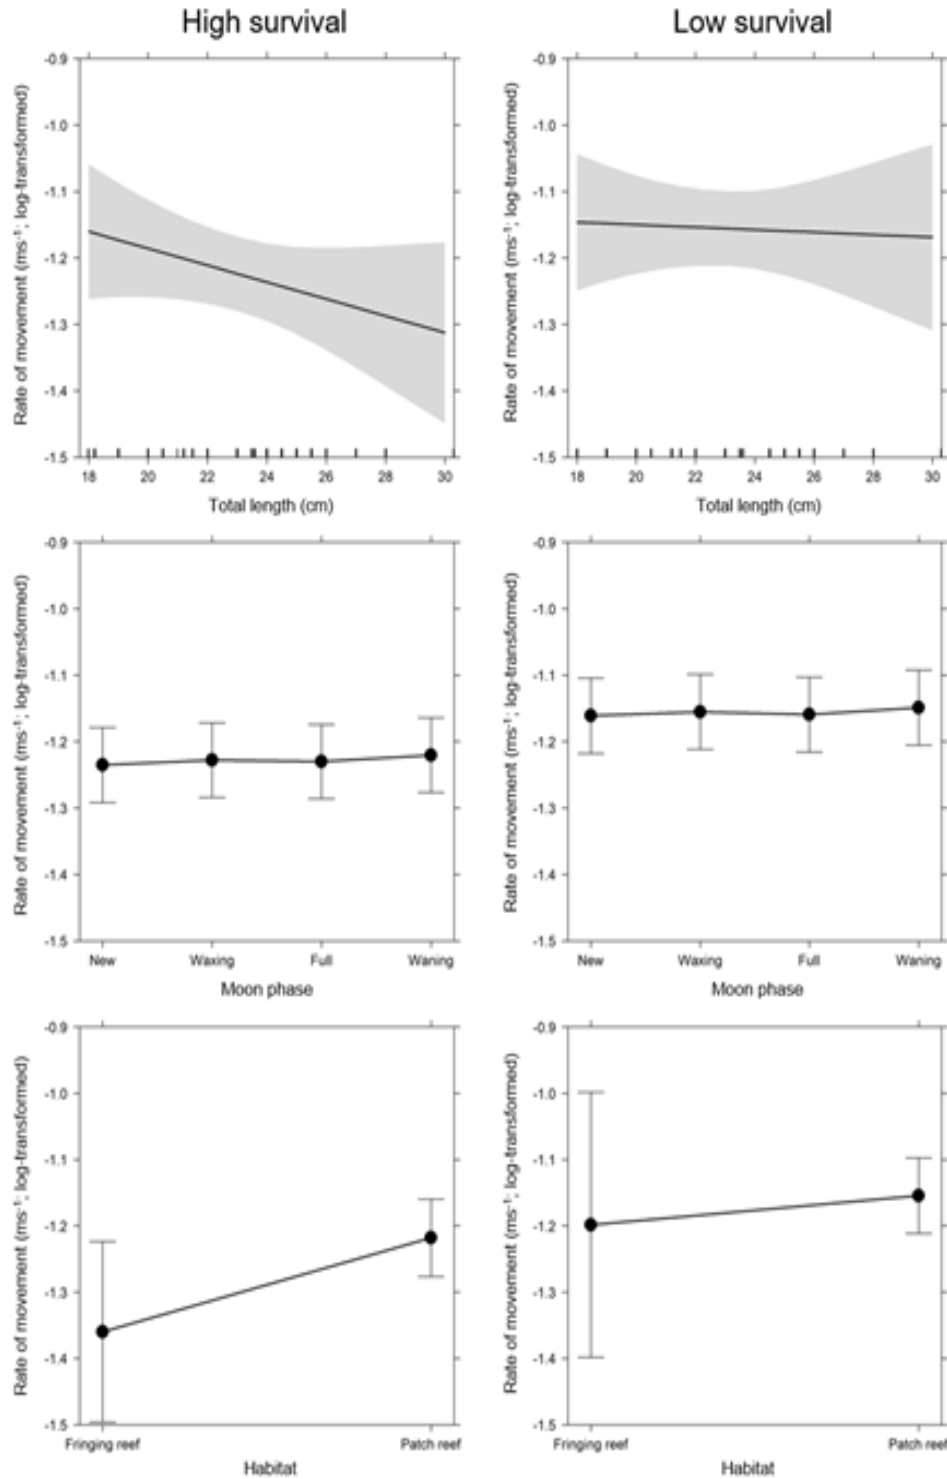 High survival
Low survival
Rate of movement (ms⁻¹; log-transformed)
-0.9
-1.0
-1.1
-1.2
-1.3
-1.4
-1.5
18 20 22 24 26 28 30
Total length (cm)
Rate of movement (ms⁻¹; log-transformed)
-0.9
-1.0
-1.1
-1.2
-1.3
-1.4
-1.5
18 20 22 24 26 28 30
Total length (cm)
Rate of movement (ms⁻¹; log-transformed)
-0.9
-1.0
-1.1
-1.2
-1.3
-1.4
-1.5
New Waxing Full Waning
Moon phase
Rate of movement (ms⁻¹; log-transformed)
-0.9
-1.0
-1.1
-1.2
-1.3
-1.4
-1.5
New Waxing Full Waning
Moon phase
Rate of movement (ms⁻¹; log-transformed)
-0.9
-1.0
-1.1
-1.2
-1.3
-1.4
-1.5
Fringing reef Patch reef
Habitat
Rate of movement (ms⁻¹; log-transformed)
-0.9
-1.0
-1.1
-1.2
-1.3
-1.4
-1.5
Fringing reef Patch reef
Habitat